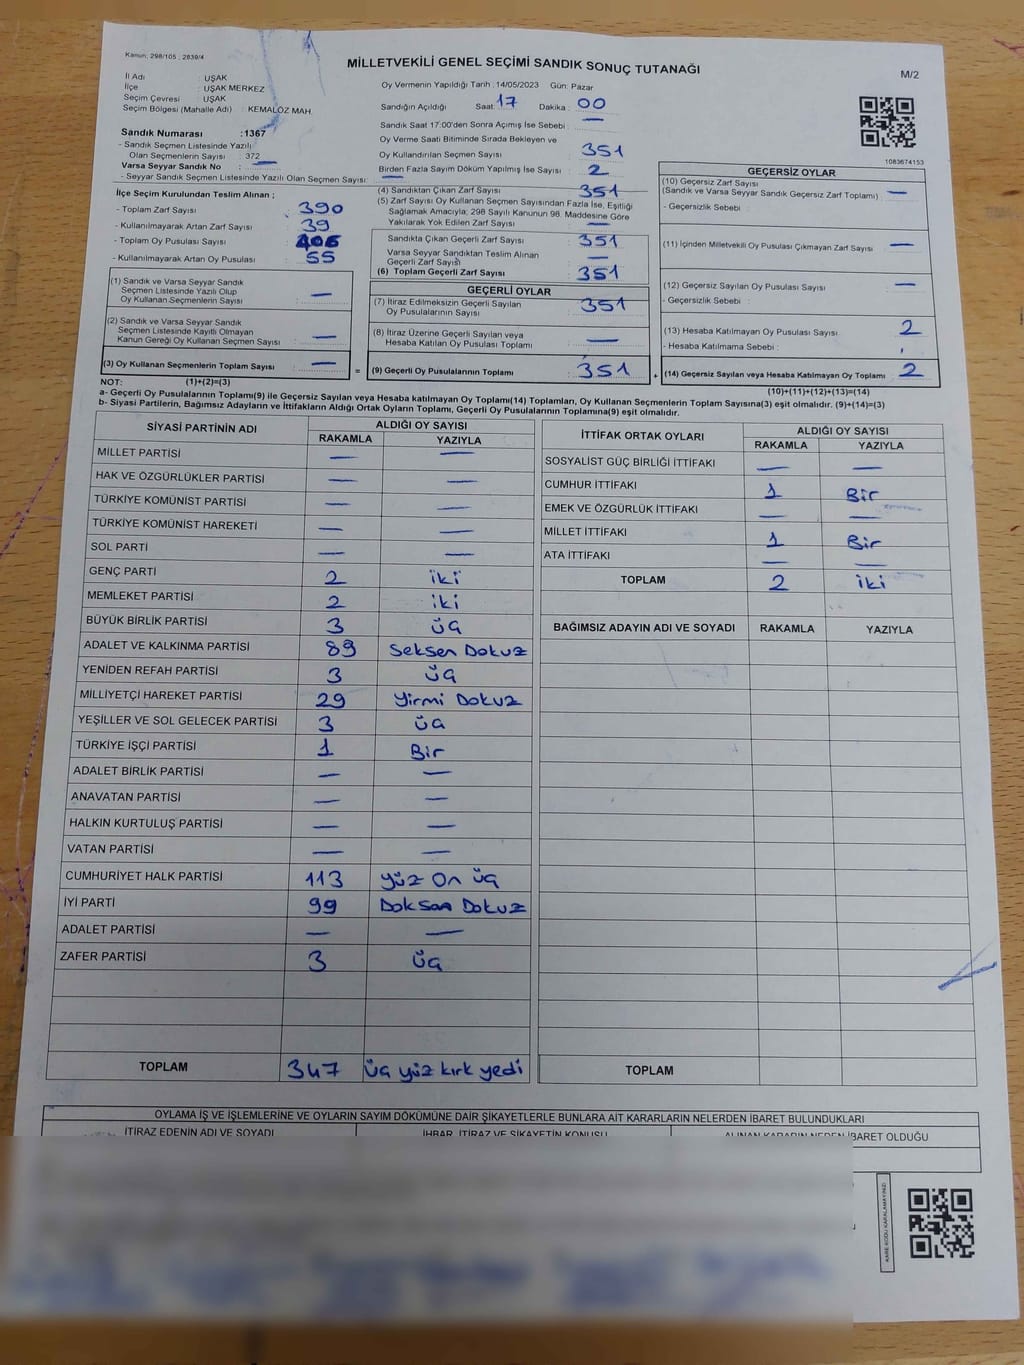 Kanun, 298/105 ; 2839/4
MİLLETVEKİLİ GENEL SEÇİMİ SANDIK SONUÇ TUTANAĞI
M/2
İl Adı : UŞAK
İlçe : UŞAK MERKEZ
Seçim Çevresi : UŞAK
Seçim Bölgesi (Mahalle Adı) : KEMALÖZ MAH.
Oy Vermenin Yapıldığı Tarih : 14/05/2023 Gün: Pazar
Sandığın Açıldığı Saat: 17 Dakika : 00
Sandık Saat 17:00'den Sonra Açımış İse Sebebi : —
Oy Verme Saati Bitiminde Sırada Bekleyen ve
Oy Kullandırılan Seçmen Sayısı : 351
Birden Fazla Sayım Döküm Yapılmış İse Sayısı : 2
Sandık Numarası : 1367
- Sandık Seçmen Listesinde Yazılı
Olan Seçmenlerin Sayısı : 372
Varsa Seyyar Sandık No : —
- Seyyar Sandık Seçmen Listesinde Yazılı Olan Seçmen Sayısı: —
İlçe Seçim Kurulundan Teslim Alınan ;
- Toplam Zarf Sayısı : 390
- Kullanılmayarak Artan Zarf Sayısı : 39
- Toplam Oy Pusulası Sayısı : 406
- Kullanılmayarak Artan Oy Pusulası : 55
(1) Sandık ve Varsa Seyyar Sandık
Seçmen Listesinde Yazılı Olup
Oy Kullanan Seçmenlerin Sayısı : —
(2) Sandık ve Varsa Seyyar Sandık
Seçmen Listesinde Kayıtlı Olmayan
Kanun Gereği Oy Kullanan Seçmen Sayısı : —
(3) Oy Kullanan Seçmenlerin Toplam Sayısı : —
(4) Sandıktan Çıkan Zarf Sayısı : 351
(5) Zarf Sayısı Oy Kullanan Seçmen Sayısından Fazla İse, Eşitliği
Sağlamak Amacıyla; 298 Sayılı Kanunun 98. Maddesine Göre
Yakılarak Yok Edilen Zarf Sayısı : —
Sandıkta Çıkan Geçerli Zarf Sayısı : 351
Varsa Seyyar Sandıktan Teslim Alınan
Geçerli Zarf Sayısı : —
(6) Toplam Geçerli Zarf Sayısı : 351
GEÇERLİ OYLAR
(7) İtiraz Edilmeksizin Geçerli Sayılan
Oy Pusulalarının Sayısı : 351
(8) İtiraz Üzerine Geçerli Sayılan veya
Hesaba Katılan Oy Pusulası Toplamı : —
= (9) Geçerli Oy Pusulalarının Toplamı : 351 +
1083674153
GEÇERSİZ OYLAR
(10) Geçersiz Zarf Sayısı
(Sandık ve Varsa Seyyar Sandık Geçersiz Zarf Toplamı) : —
- Geçersizlik Sebebi :
(11) İçinden Milletvekili Oy Pusulası Çıkmayan Zarf Sayısı : —
(12) Geçersiz Sayılan Oy Pusulası Sayısı : —
- Geçersizlik Sebebi :
(13) Hesaba Katılmayan Oy Pusulası Sayısı : 2
- Hesaba Katılmama Sebebi :
(14) Geçersiz Sayılan veya Hesaba Katılmayan Oy Toplamı : 2
NOT: (1)+(2)=(3) (10)+(11)+(12)+(13)=(14)
a- Geçerli Oy Pusulalarının Toplamı(9) ile Geçersiz Sayılan veya Hesaba katılmayan Oy Toplamı(14) Toplamları, Oy Kullanan Seçmenlerin Toplam Sayısına(3) eşit olmalıdır. (9)+(14)=(3)
b- Siyasi Partilerin, Bağımsız Adayların ve İttifakların Aldığı Ortak Oyların Toplamı, Geçerli Oy Pusulalarının Toplamına(9) eşit olmalıdır.
SİYASİ PARTİNİN ADI ALDIĞI OY SAYISI
RAKAMLA YAZIYLA
MİLLET PARTİSİ — —
HAK VE ÖZGÜRLÜKLER PARTİSİ — —
TÜRKİYE KOMÜNİST PARTİSİ — —
TÜRKİYE KOMÜNİST HAREKETİ — —
SOL PARTİ — —
GENÇ PARTİ 2 iki
MEMLEKET PARTİSİ 2 iki
BÜYÜK BİRLİK PARTİSİ 3 üç
ADALET VE KALKINMA PARTİSİ 89 Seksen Dokuz
YENİDEN REFAH PARTİSİ 3 üç
MİLLİYETÇİ HAREKET PARTİSİ 29 Yirmi Dokuz
YEŞİLLER VE SOL GELECEK PARTİSİ 3 üç
TÜRKİYE İŞÇİ PARTİSİ 1 Bir
ADALET BİRLİK PARTİSİ — —
ANAVATAN PARTİSİ — —
HALKIN KURTULUŞ PARTİSİ — —
VATAN PARTİSİ — —
CUMHURİYET HALK PARTİSİ 113 Yüz On üç
İYİ PARTİ 99 Doksan Dokuz
ADALET PARTİSİ — —
ZAFER PARTİSİ 3 üç
TOPLAM 347 üç yüz kırk yedi
İTTİFAK ORTAK OYLARI ALDIĞI OY SAYISI
RAKAMLA YAZIYLA
SOSYALİST GÜÇ BİRLİĞİ İTTİFAKI — —
CUMHUR İTTİFAKI 1 Bir
EMEK VE ÖZGÜRLÜK İTTİFAKI — —
MİLLET İTTİFAKI 1 Bir
ATA İTTİFAKI — —
TOPLAM 2 iki
BAĞIMSIZ ADAYIN ADI VE SOYADI RAKAMLA YAZIYLA
TOPLAM
OYLAMA İŞ VE İŞLEMLERİNE VE OYLARIN SAYIM DÖKÜMÜNE DAİR ŞİKAYETLERLE BUNLARA AİT KARARLARIN NELERDEN İBARET BULUNDUKLARI
İTİRAZ EDENİN ADI VE SOYADI İHBAR, İTİRAZ VE ŞİKAYETİN KONUSU ALINAN KARARIN NEDEN İBARET OLDUĞU
KARE KODU KARALAMAYINIZ!